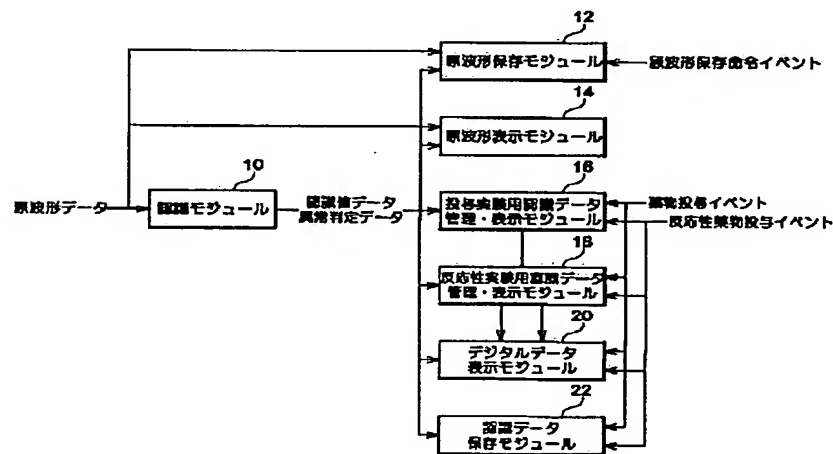 12
原波形保存モジュール
原波形保存命令イベント
14
原波形表示モジュール
10
原波形データ
認識モジュール
認識値データ
異常判定データ
16
投与実験用認識データ
管理・表示モジュール
薬物投与イベント
反応性薬物投与イベント
18
反応性実験用認識データ
管理・表示モジュール
20
デジタルデータ
表示モジュール
22
認識データ
保存モジュール